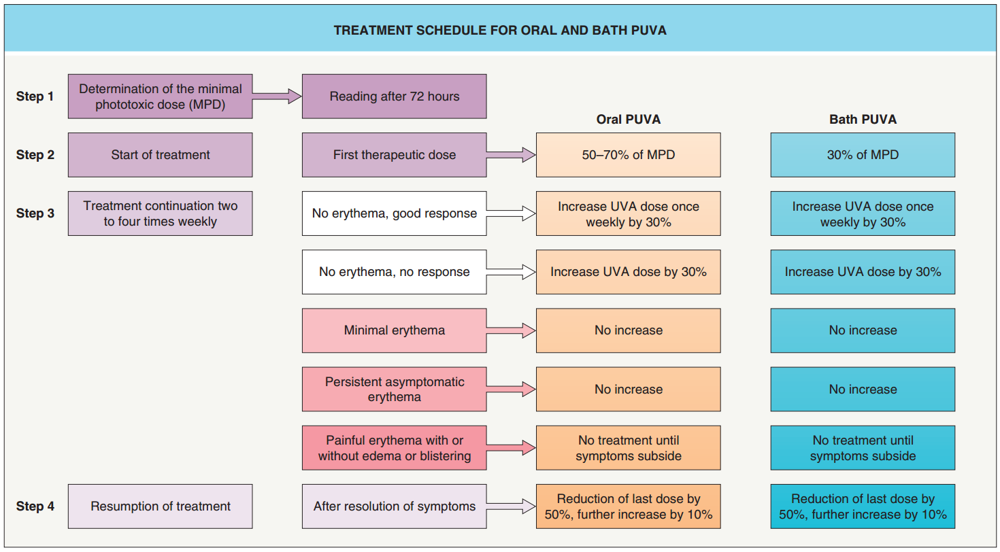 TREATMENT SCHEDULE FOR ORAL AND BATH PUVA
Step 1
Determination of the minimal
phototoxic dose (MPD)
Reading after 72 hours
Oral PUVA
Bath PUVA
Step 2
Start of treatment
First therapeutic dose
50–70% of MPD
30% of MPD
Step 3
Treatment continuation two
to four times weekly
No erythema, good response
Increase UVA dose once
weekly by 30%
Increase UVA dose once
weekly by 30%
No erythema, no response
Increase UVA dose by 30%
Increase UVA dose by 30%
Minimal erythema
No increase
No increase
Persistent asymptomatic
erythema
No increase
No increase
Painful erythema with or
without edema or blistering
No treatment until
symptoms subside
No treatment until
symptoms subside
Step 4
Resumption of treatment
After resolution of symptoms
Reduction of last dose by
50%, further increase by 10%
Reduction of last dose by
50%, further increase by 10%